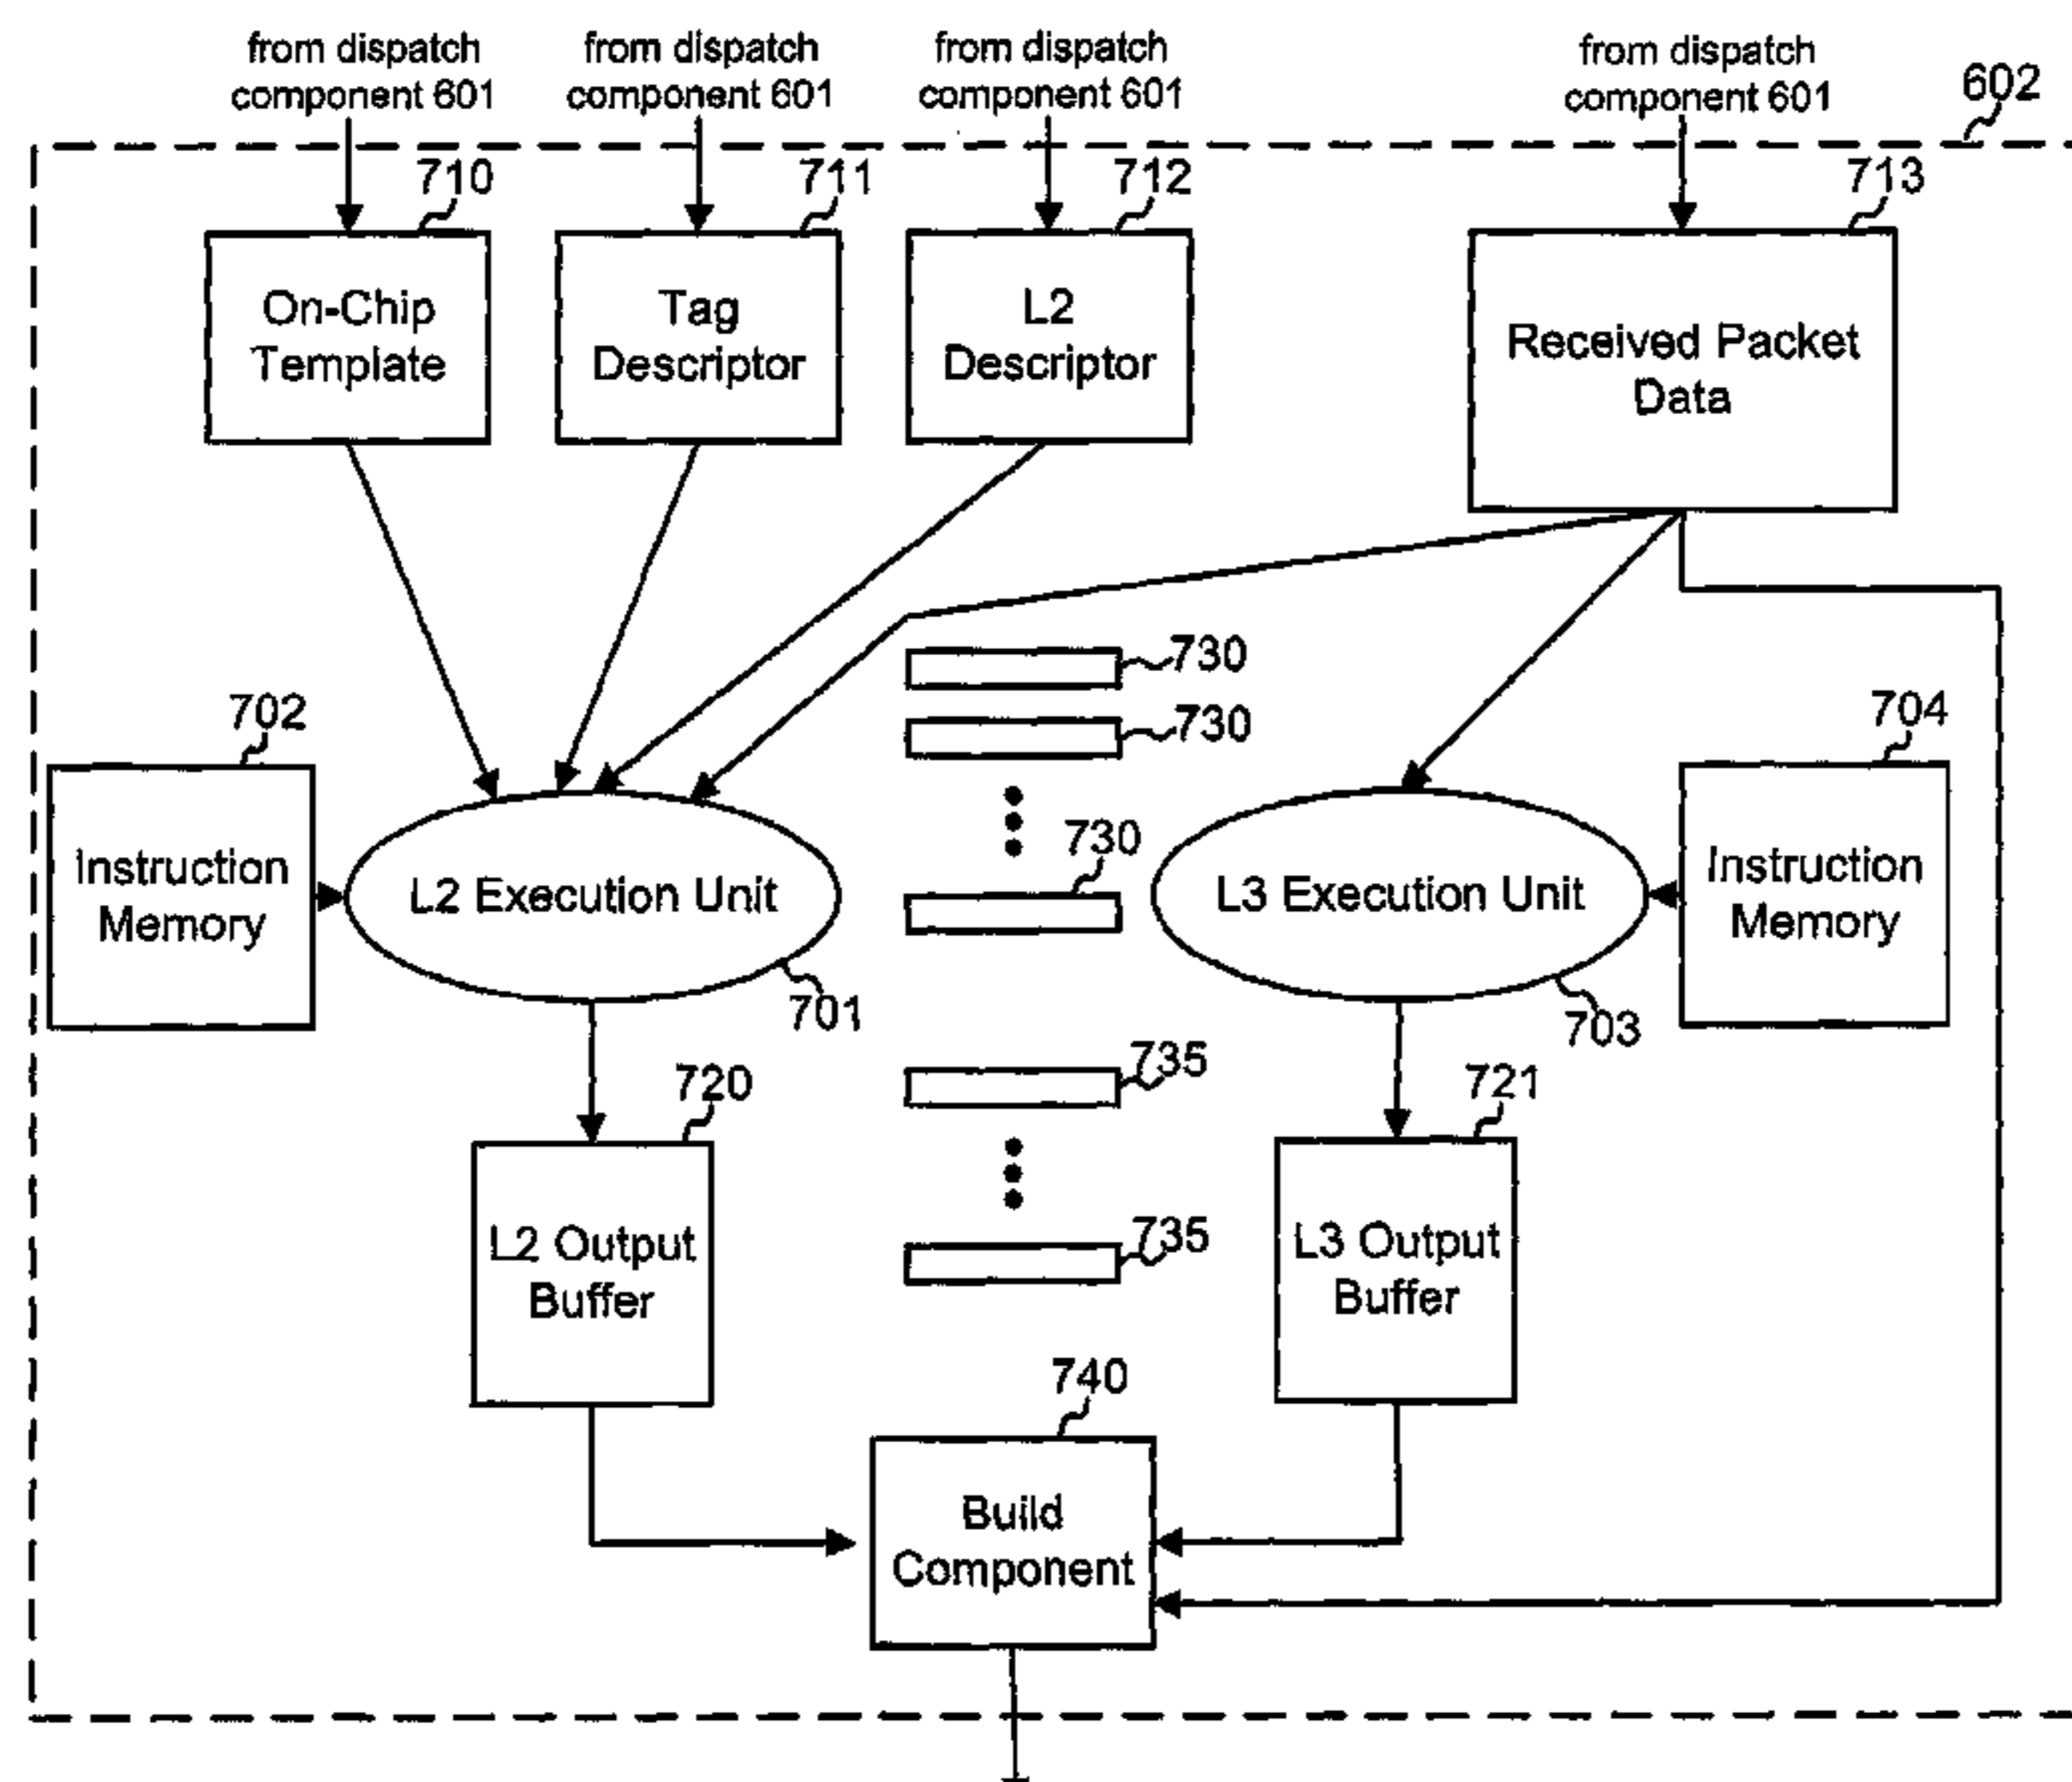 from dispatch
component 601
from dispatch
component 601
from dispatch
component 601
from dispatch
component 601
602
710
711
712
713
On-Chip
Template
Tag
Descriptor
L2
Descriptor
Received Packet
Data
730
730
702
704
730
Instruction
Memory
L2 Execution Unit
L3 Execution Unit
Instruction
Memory
701
703
735
720
721
735
L2 Output
Buffer
L3 Output
Buffer
740
Build
Component